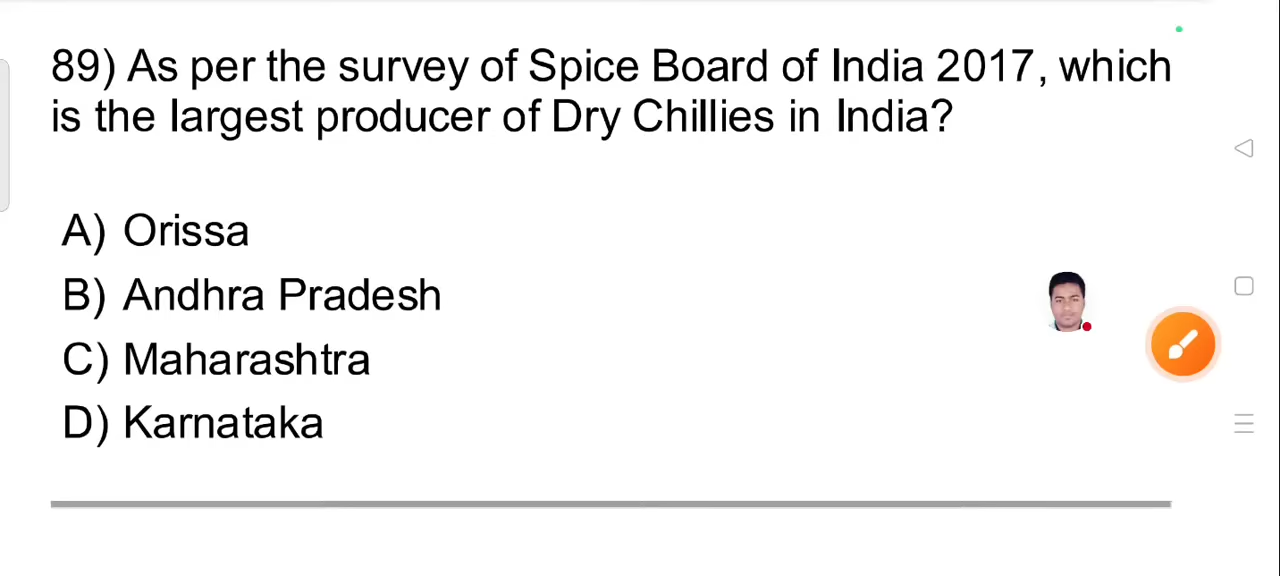 89) As per the survey of Spice Board of India 2017, which
is the largest producer of Dry Chillies in India?
A) Orissa
B) Andhra Pradesh
C) Maharashtra
D) Karnataka